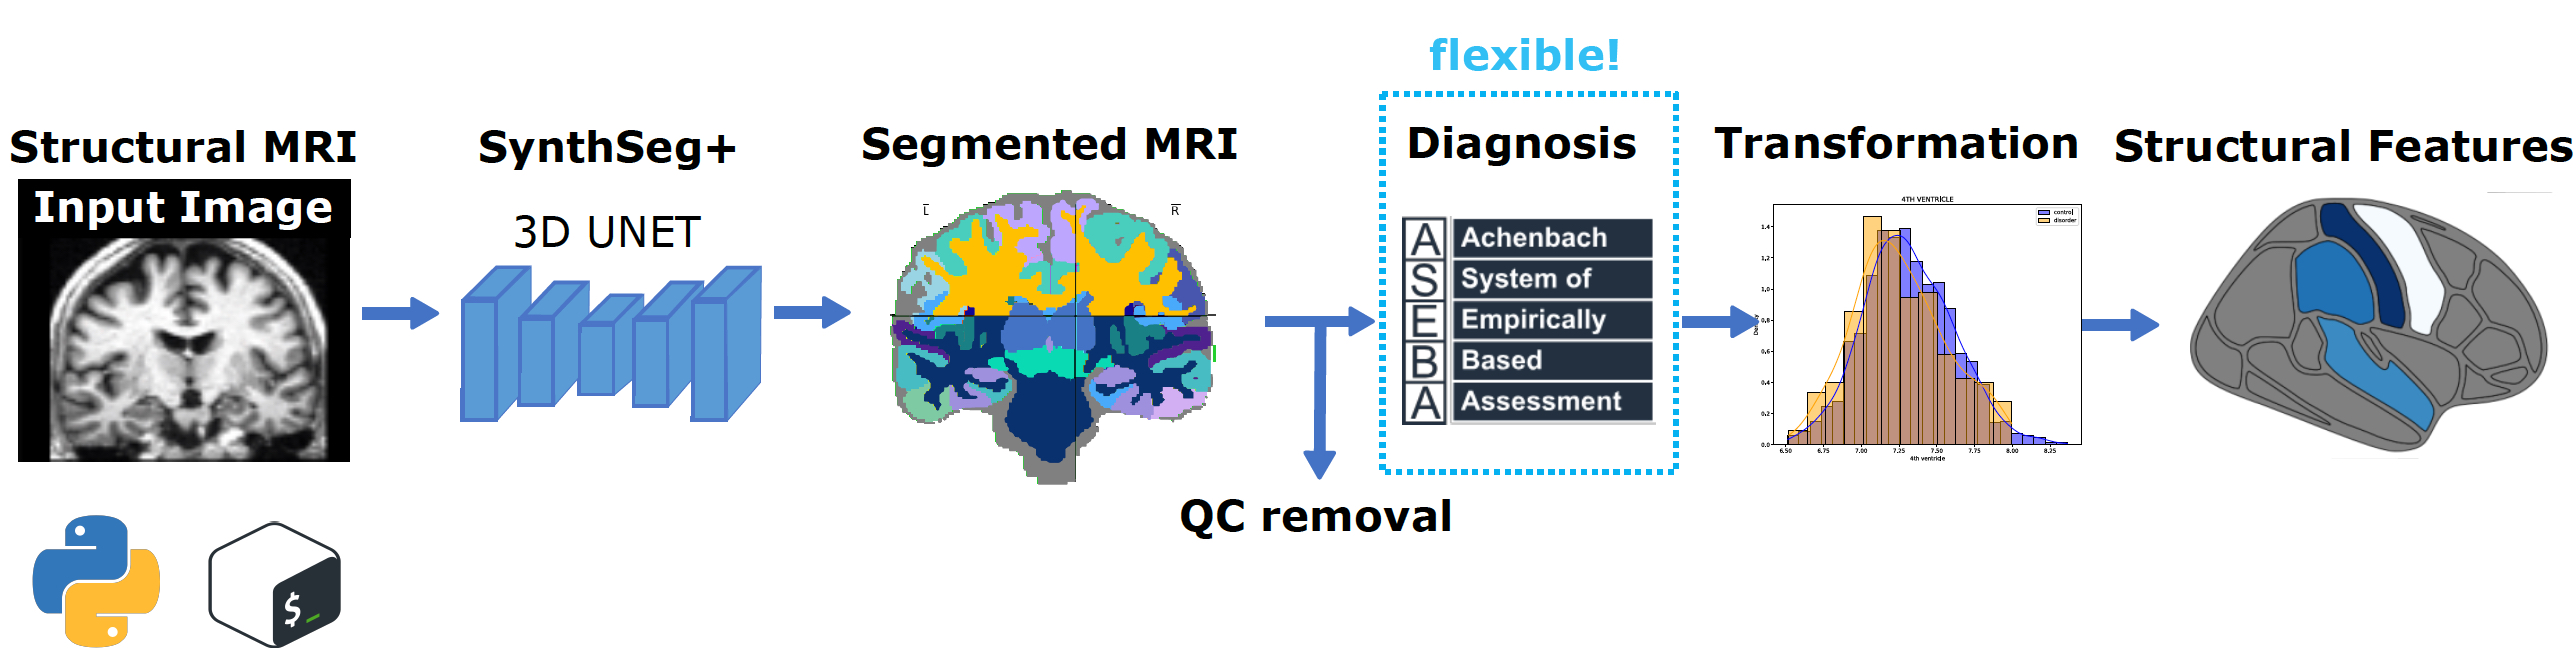 flexible!
Structural MRI
SynthSeg+
Segmented MRI
Diagnosis
Transformation
Structural Features
Input Image
3D UNET
L
R
A Achenbach
S System of
E Empirically
B Based
A Assessment
4TH VENTRICLE
control
disorder
1.4
1.2
1.0
0.8
0.6
0.4
0.2
0.0
Density
6.50 6.75 7.00 7.25 7.50 7.75 8.00 8.25
4th ventricle
QC removal
$_